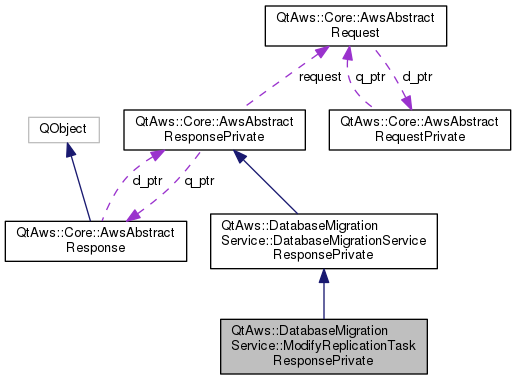 QtAws::Core::AwsAbstract
Request
request
q_ptr
d_ptr
QObject
QtAws::Core::AwsAbstract
ResponsePrivate
QtAws::Core::AwsAbstract
RequestPrivate
d_ptr
q_ptr
QtAws::Core::AwsAbstract
Response
QtAws::DatabaseMigration
Service::DatabaseMigrationService
ResponsePrivate
QtAws::DatabaseMigration
Service::ModifyReplicationTask
ResponsePrivate